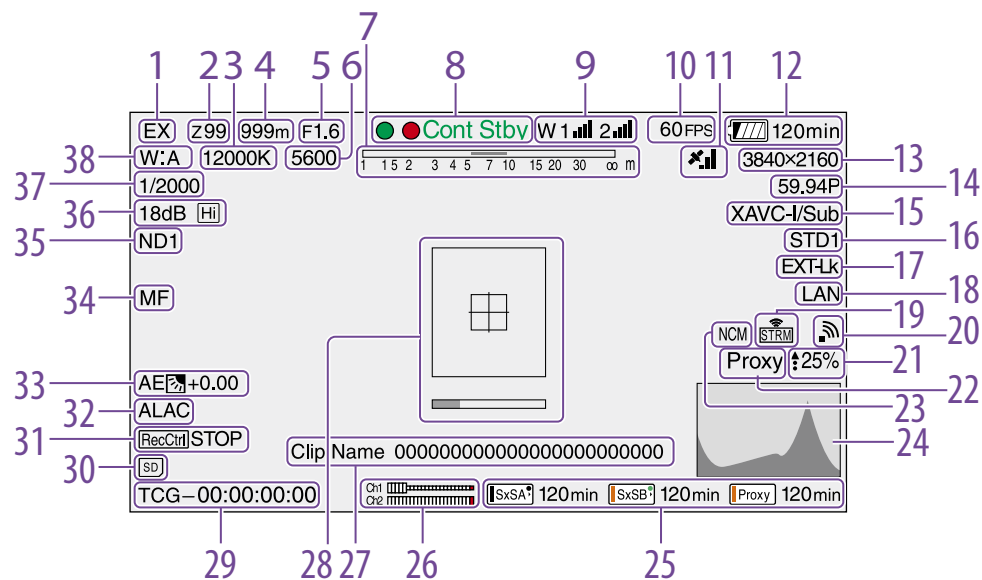 7
1 2 3 4 5 6 8 9 10 11 12
EX Z99 999m F1.6 Cont Stby W1 2 60FPS 120min
W:A 12000K 5600 1 1 5 2 3 4 5 7 10 15 20 30 ∞ m 3840×2160
38 13
1/2000 59.94P
37 14
18dB Hi XAVC-I/Sub
36 15
ND1 STD1
35 16
EXT-Lk
17
MF LAN
34 18
19
NCM STRM
20
Proxy 25%
28 21
22
AE+0.00
33 23
ALAC
32 24
RecCtrl STOP
31
Clip Name 000000000000000000000000
SD
30
TCG–00:00:00:00 Ch1 SxSA 120min SxSB 120min Proxy 120min
Ch2
29 28 27 26 25